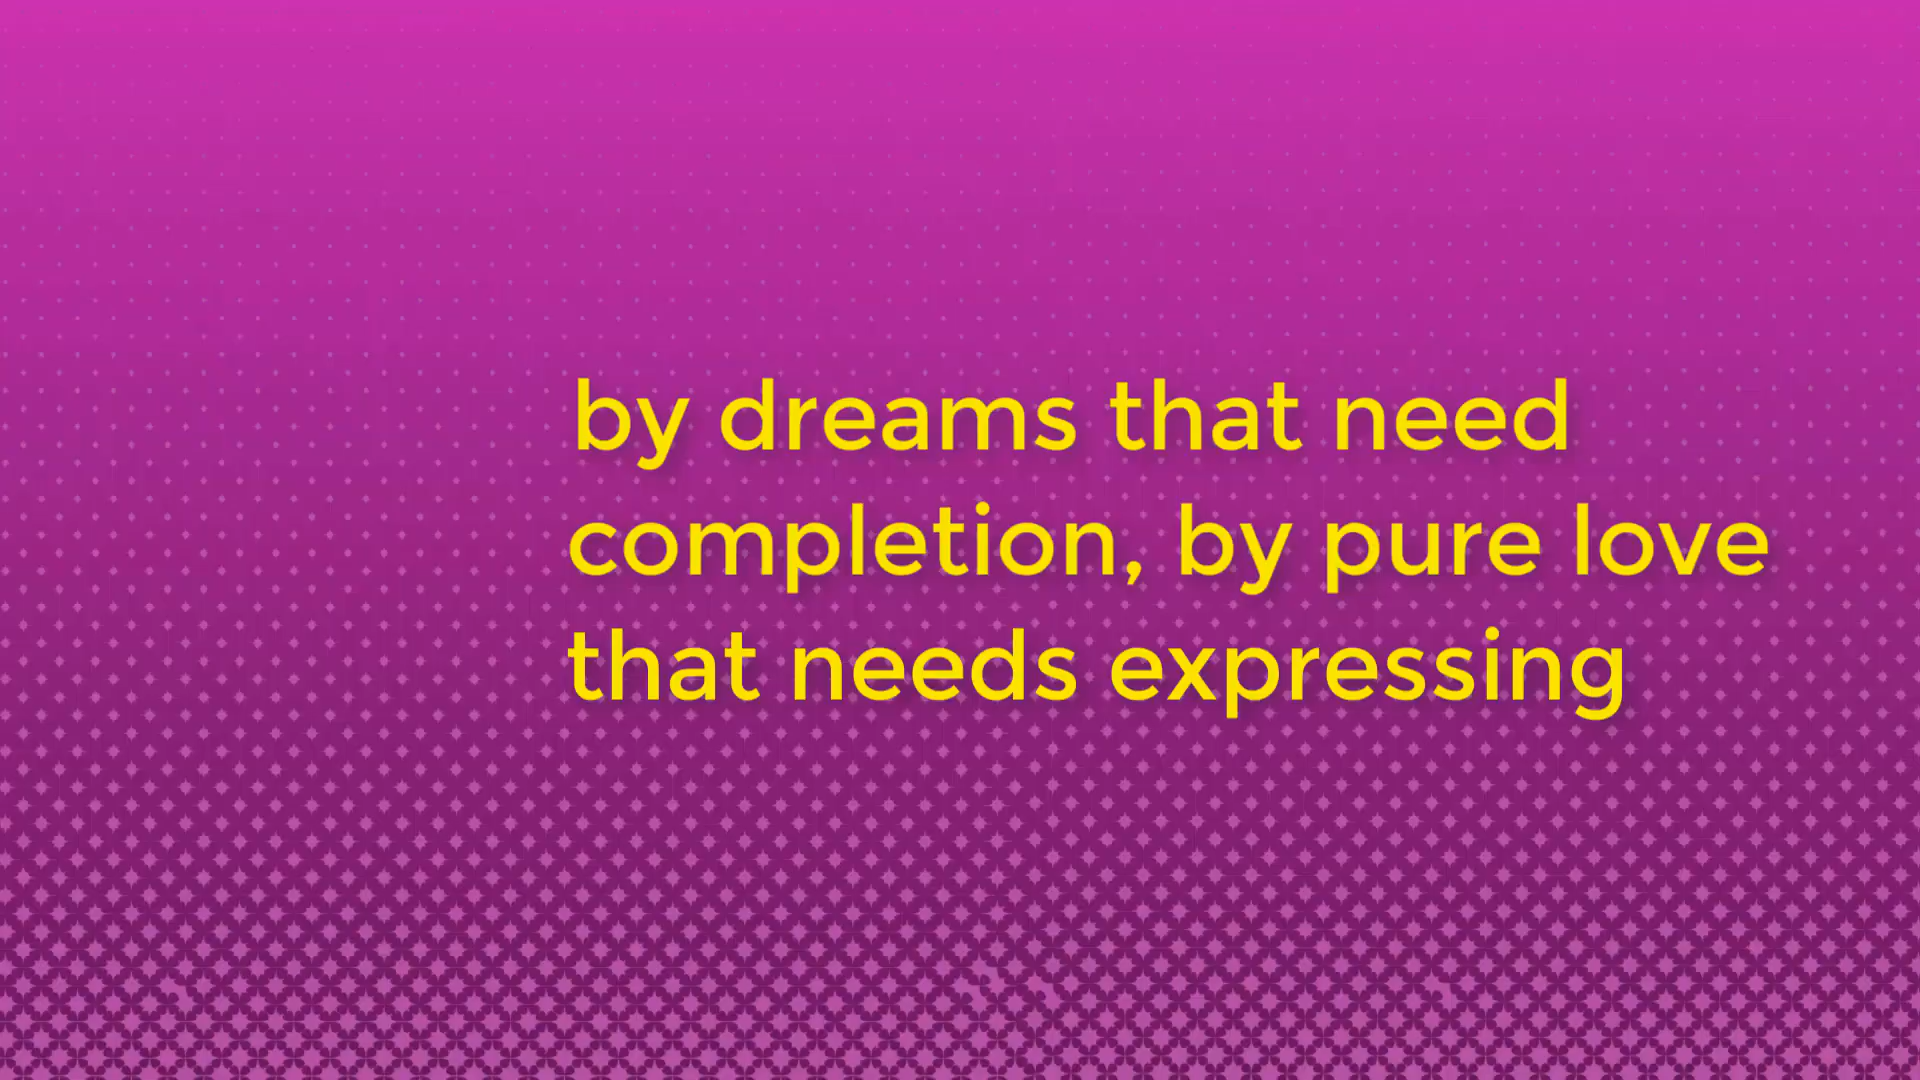 by dreams that need
completion, by pure love
that needs expressing